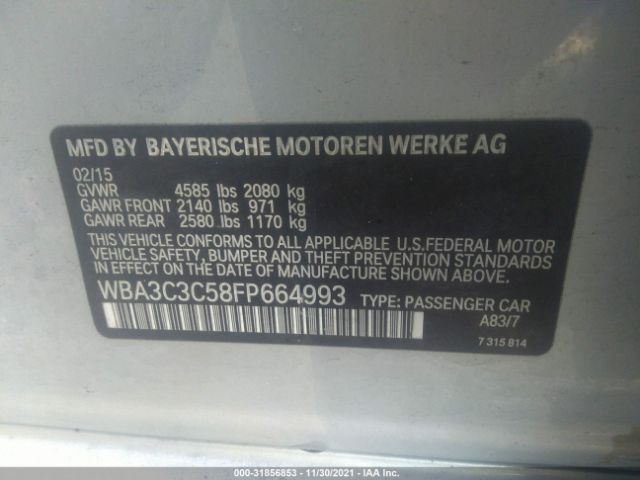 MFD BY BAYERISCHE MOTOREN WERKE AG
02/15
GVWR 4585 lbs 2080 kg
GAWR FRONT 2140 lbs 971 kg
GAWR REAR 2580 lbs 1170 kg
THIS VEHICLE CONFORMS TO ALL APPLICABLE U.S.FEDERAL MOTOR
VEHICLE SAFETY, BUMPER AND THEFT PREVENTION STANDARDS
IN EFFECT ON THE DATE OF MANUFACTURE SHOWN ABOVE.
WBA3C3C58FP664993 TYPE: PASSENGER CAR
A83/7
7 315 814
000-31856853 - 11/30/2021 - IAA Inc.